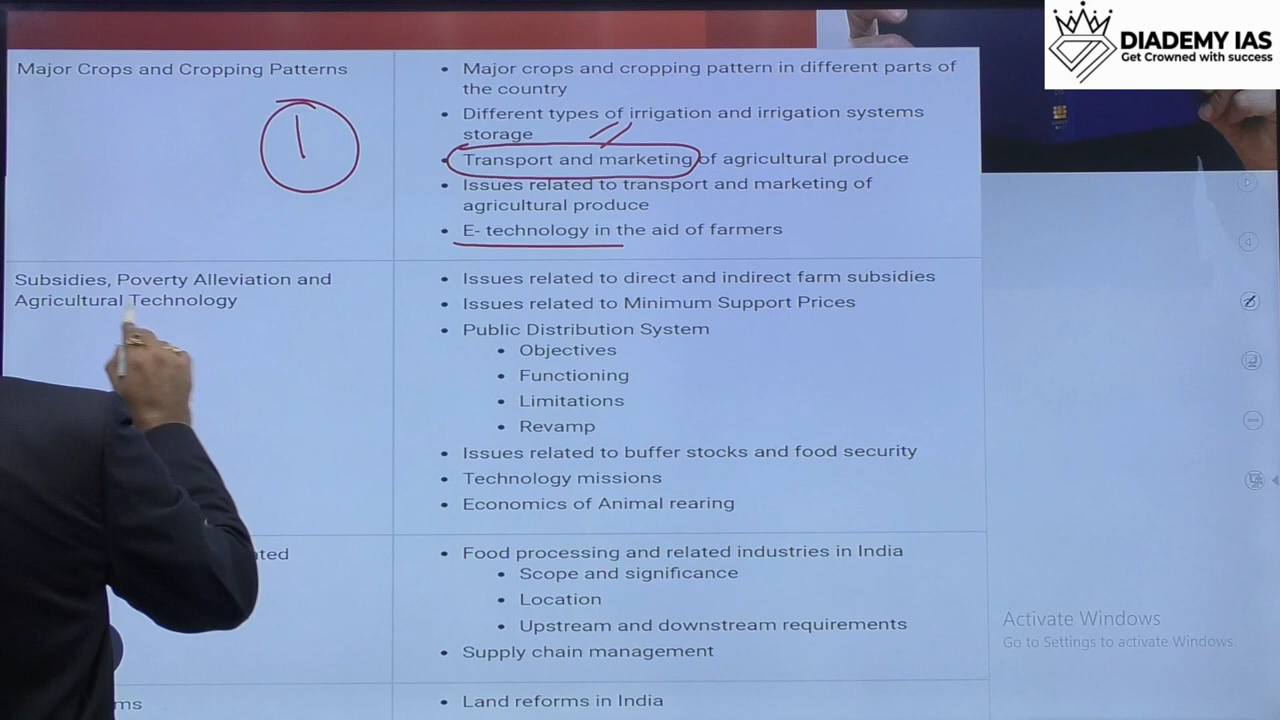 DIADEMY IAS
Get Crowned with success
Major Crops and Cropping Patterns
1
• Major crops and cropping pattern in different parts of
the country
• Different types of irrigation and irrigation systems
storage
• Transport and marketing of agricultural produce
• Issues related to transport and marketing of
agricultural produce
• E- technology in the aid of farmers
Subsidies, Poverty Alleviation and
Agricultural Technology
• Issues related to direct and indirect farm subsidies
• Issues related to Minimum Support Prices
• Public Distribution System
• Objectives
• Functioning
• Limitations
• Revamp
• Issues related to buffer stocks and food security
• Technology missions
• Economics of Animal rearing
• Food processing and related industries in India
• Scope and significance
• Location
• Upstream and downstream requirements
• Supply chain management
• Land reforms in India
Activate Windows
Go to Settings to activate Windows.